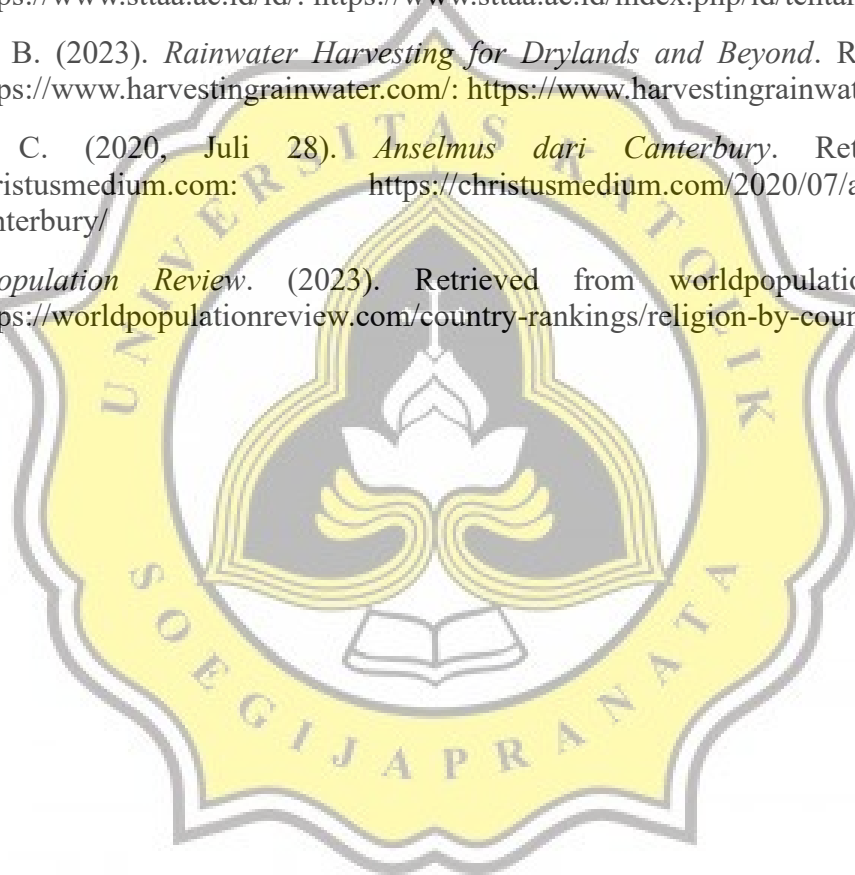 ps://www.sttaa.ac.id/id/: https://www.sttaa.ac.id/index.php/id/tentan
B. (2023). Rainwater Harvesting for Drylands and Beyond. R
ps://www.harvestingrainwater.com/: https://www.harvestingrainwat
C. (2020, Juli 28). Anselmus dari Canterbury. Ret
ristusmedium.com: https://christusmedium.com/2020/07/a
nterbury/
opulation Review. (2023). Retrieved from worldpopulatio
ps://worldpopulationreview.com/country-rankings/religion-by-coun
UNIVERSITAS KATOLIK
SOEGIJAPRANATA